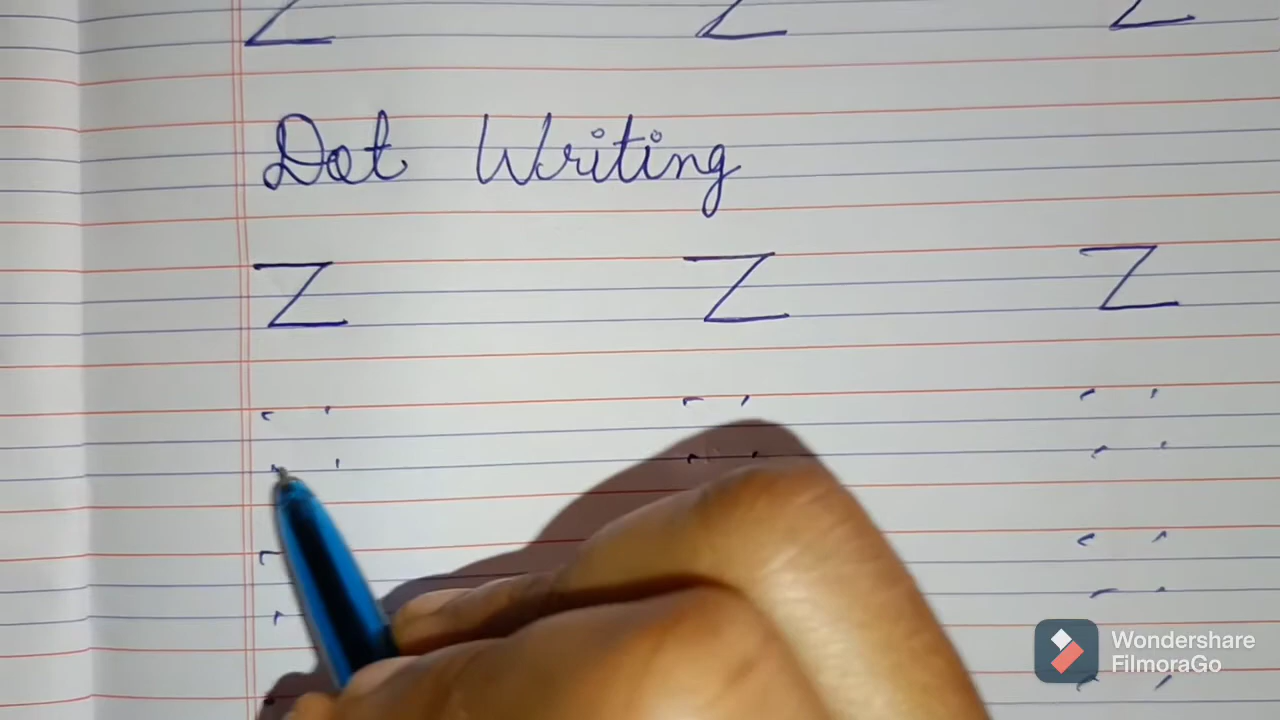 Z Z Z
Dot Writing
Z Z Z
Wondershare
FilmoraGo